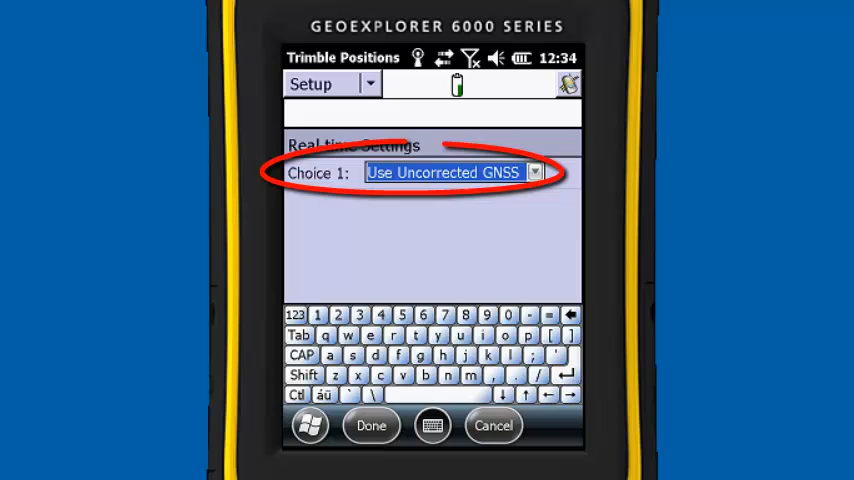 GEOEXPLORER 6000 SERIES
Trimble Positions 12:34
Setup
Real-time Settings
Choice 1: Use Uncorrected GNSS
123 1 2 3 4 5 6 7 8 9 0 - =
Tab q w e r t y u i o p [ ]
CAP a s d f g h j k l ; '
Shift z x c v b n m , . /
Ctl áü ` \
Done Cancel